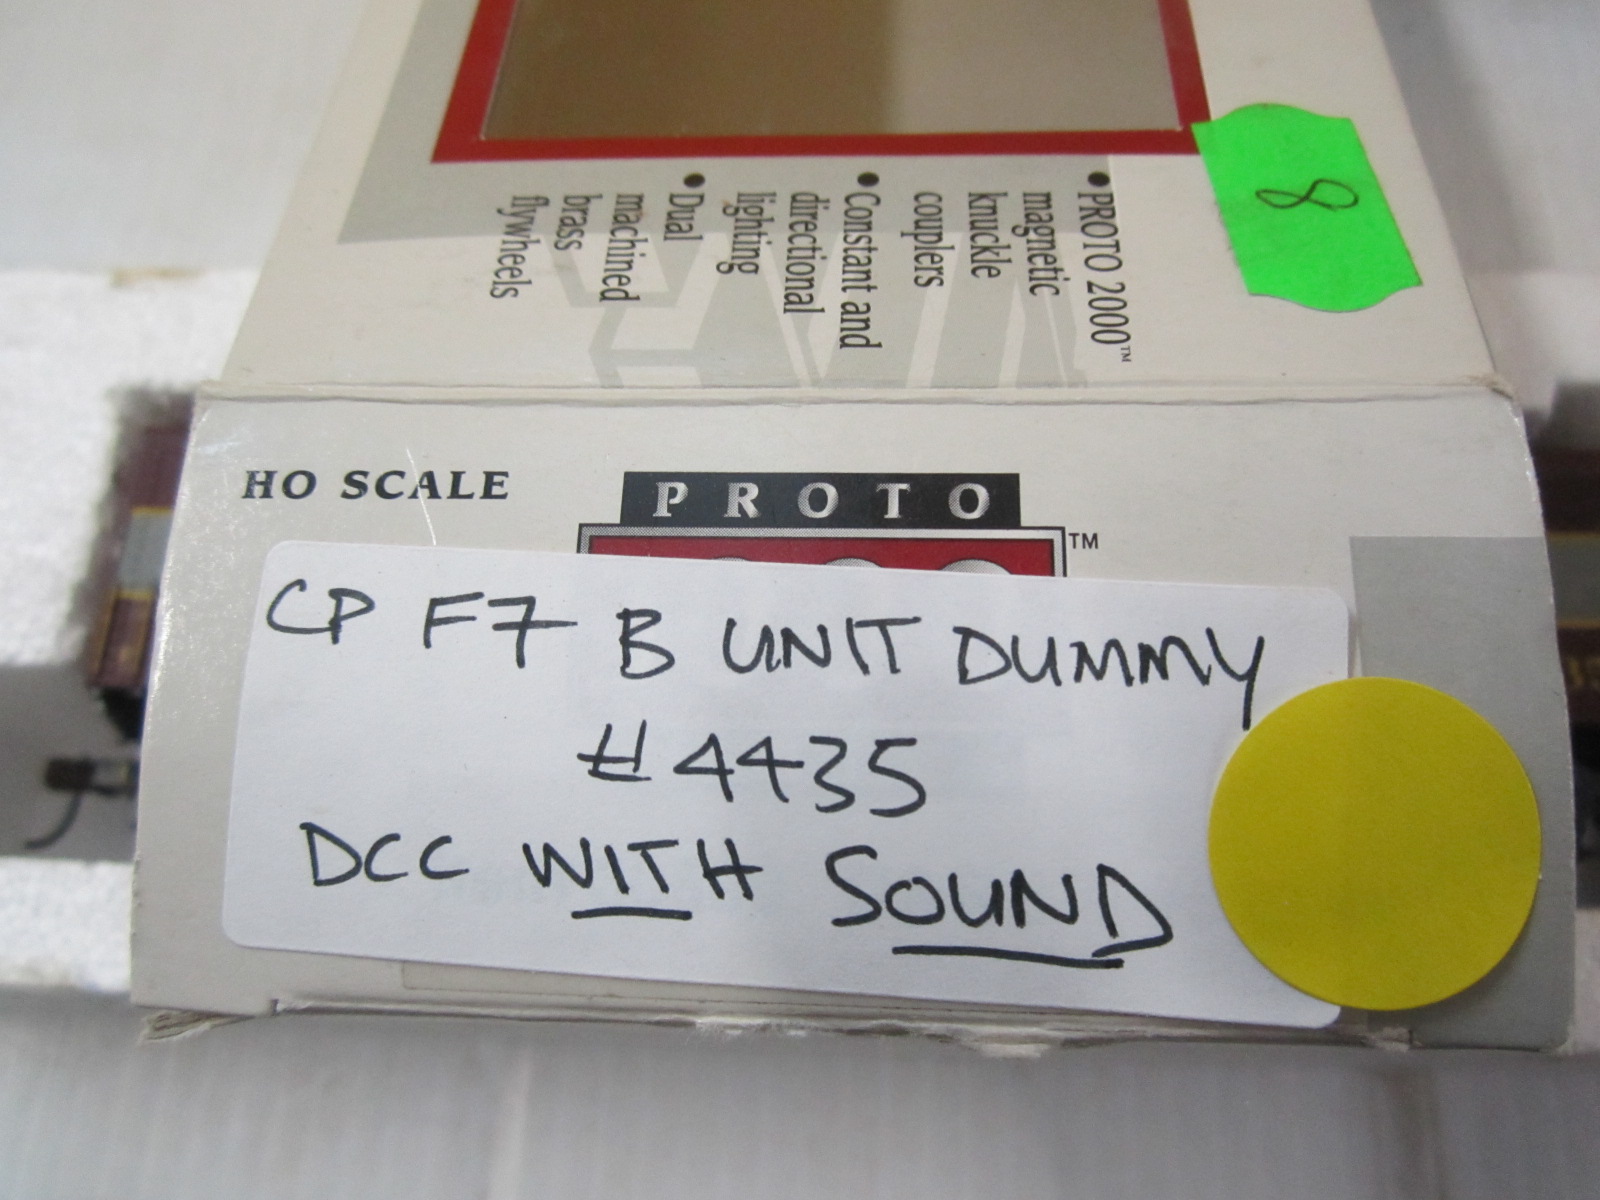 8
• PROTO 2000™
magnetic
knuckle
couplers
• Constant and
directional
lighting
• Dual
machined
brass
flywheels
HO SCALE
PROTO
TM
CP F7 B UNIT DUMMY
#4435
DCC WITH SOUND